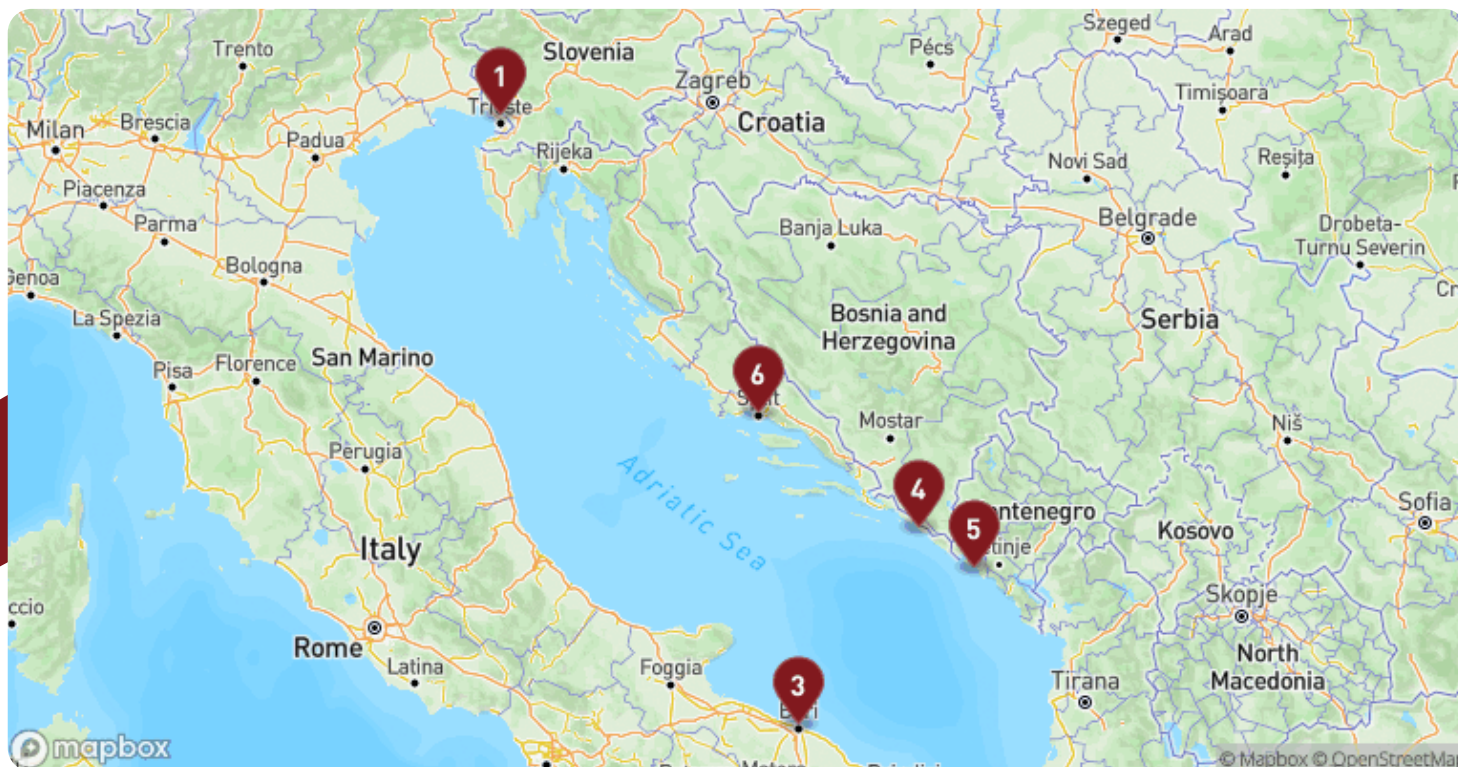 Szeged
Arad
Trento
Slovenia
Pécs
1
Zagreb
Timișoara
Milan
Brescia
Croatia
Padua
Rijeka
Novi Sad
Reșița
Piacenza
Parma
Banja Luka
Belgrade
Drobeta-
Turnu Severin
Bologna
Genoa
La Spezia
Bosnia and
Herzegovina
Serbia
San Marino
Pisa
Florence
6
Mostar
Niš
Perugia
Adriatic Sea
4
Sofia
5
Kosovo
Italy
Skopje
Rome
Latina
Foggia
North
Macedonia
3
Tirana
mapbox
© Mapbox © OpenStreetMap